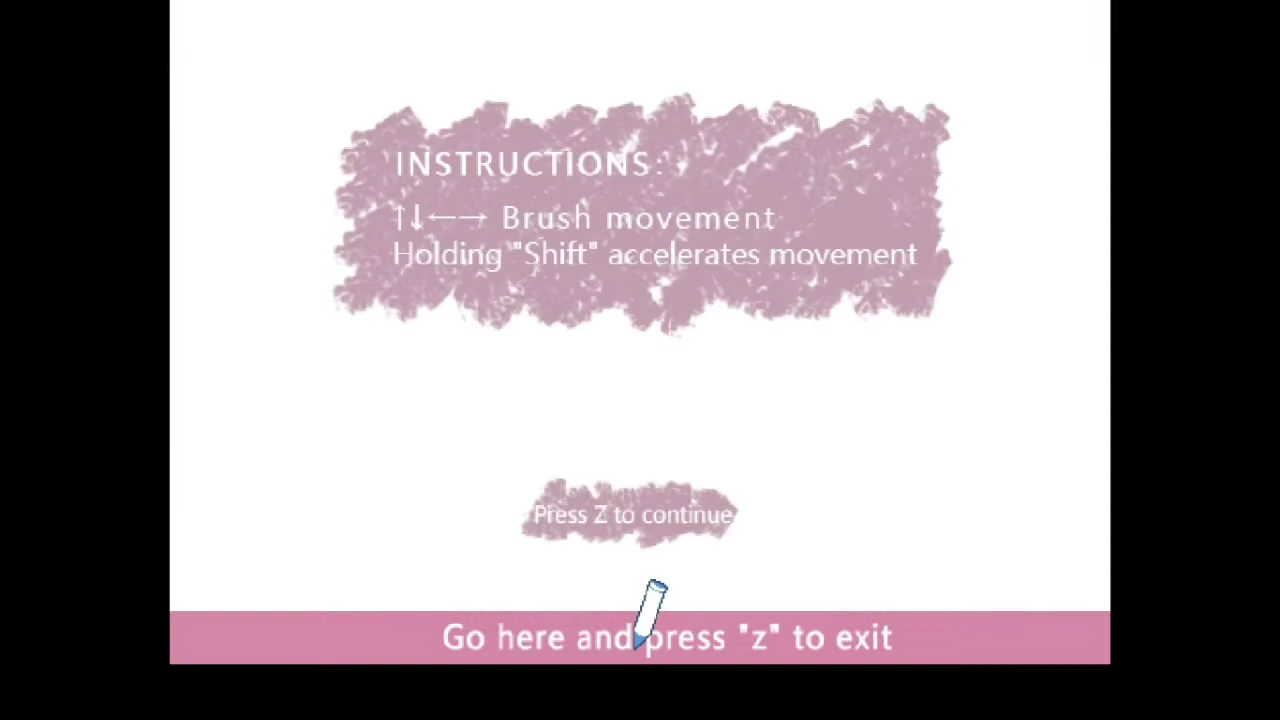 INSTRUCTIONS:
↑↓←→ Brush movement
Holding "Shift" accelerates movement
Press Z to continue
Go here and press "z" to exit